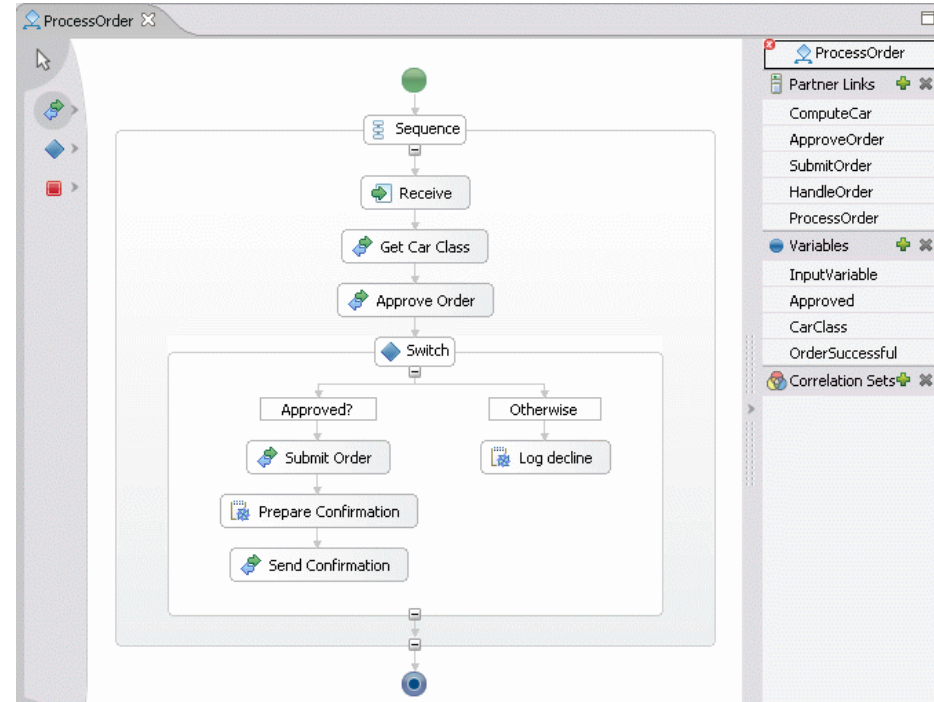 ProcessOrder
Sequence
Receive
Get Car Class
Approve Order
Switch
Approved?
Otherwise
Submit Order
Log decline
Prepare Confirmation
Send Confirmation
ProcessOrder
Partner Links
ComputeCar
ApproveOrder
SubmitOrder
HandleOrder
ProcessOrder
Variables
InputVariable
Approved
CarClass
OrderSuccessful
Correlation Sets